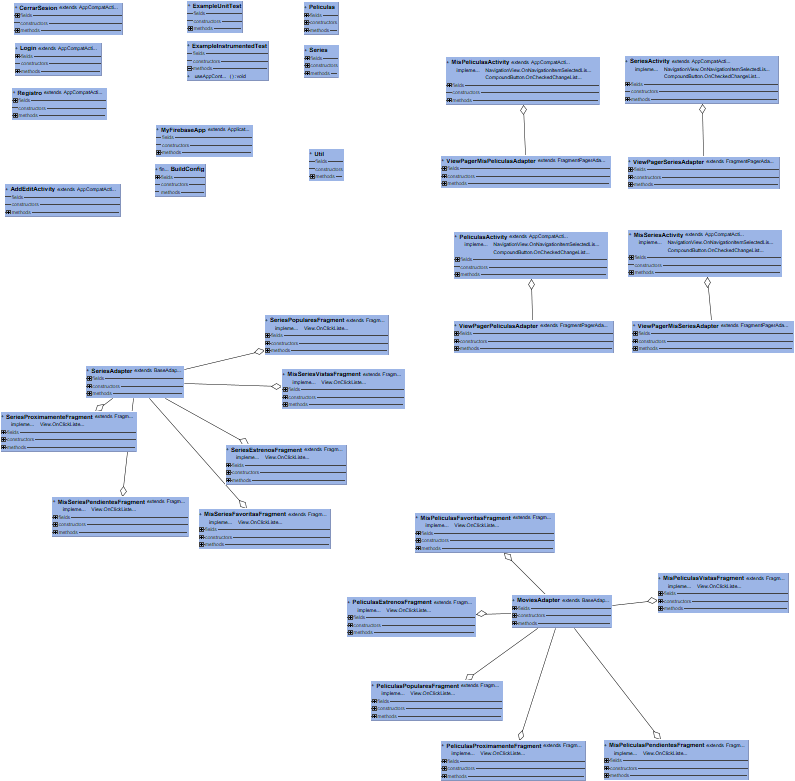 CerrarSesion extends AppCompatActi...
fields
constructors
methods
ExampleUnitTest
fields
constructors
methods
Peliculas
fields
constructors
methods
Login extends AppCompatActi...
fields
constructors
methods
ExampleInstrumentedTest
fields
constructors
methods
useAppCont... ( ) : void
Series
fields
constructors
methods
MisPeliculasActivity extends AppCompatActi...
impleme... NavigationView.OnNavigationItemSelectedLis...
CompoundButton.OnCheckedChangeList...
fields
constructors
methods
SeriesActivity extends AppCompatActi...
impleme... NavigationView.OnNavigationItemSelectedLis...
CompoundButton.OnCheckedChangeList...
fields
constructors
methods
Registro extends AppCompatActi...
fields
constructors
methods
MyFirebaseApp extends Applicat...
fields
constructors
methods
Util
fields
constructors
methods
BuildConfig
fields
constructors
methods
ViewPagerMisPeliculasAdapter extends FragmentPagerAda...
fields
constructors
methods
ViewPagerSeriesAdapter extends FragmentPagerAda...
fields
constructors
methods
AddEditActivity extends AppCompatActi...
fields
constructors
methods
PeliculasActivity extends AppCompatActi...
impleme... NavigationView.OnNavigationItemSelectedLis...
CompoundButton.OnCheckedChangeList...
fields
constructors
methods
MisSeriesActivity extends AppCompatActi...
impleme... NavigationView.OnNavigationItemSelectedLis...
CompoundButton.OnCheckedChangeList...
fields
constructors
methods
SeriesPopularesFragment extends Fragm...
impleme... View.OnClickListe...
fields
constructors
methods
ViewPagerPeliculasAdapter extends FragmentPagerAda...
fields
constructors
methods
ViewPagerMisSeriesAdapter extends FragmentPagerAda...
fields
constructors
methods
SeriesAdapter extends BaseAdap...
fields
constructors
methods
MisSeriesVistasFragment extends Fragm...
impleme... View.OnClickListe...
fields
constructors
methods
SeriesProximamenteFragment extends Fragm...
impleme... View.OnClickListe...
fields
constructors
methods
SeriesEstrenosFragment extends Fragm...
impleme... View.OnClickListe...
fields
constructors
methods
MisSeriesPendientesFragment extends Fragm...
impleme... View.OnClickListe...
fields
constructors
methods
MisSeriesFavoritasFragment extends Fragm...
impleme... View.OnClickListe...
fields
constructors
methods
MisPeliculasFavoritasFragment extends Fragm...
impleme... View.OnClickListe...
fields
constructors
methods
MisPeliculasVistasFragment extends Fragm...
impleme... View.OnClickListe...
fields
constructors
methods
PeliculasEstrenosFragment extends Fragm...
impleme... View.OnClickListe...
fields
constructors
methods
MoviesAdapter extends BaseAdap...
fields
constructors
methods
PeliculasPopularesFragment extends Fragm...
impleme... View.OnClickListe...
fields
constructors
methods
PeliculasProximamenteFragment extends Fragm...
impleme... View.OnClickListe...
fields
constructors
methods
MisPeliculasPendientesFragment extends Fragm...
impleme... View.OnClickListe...
fields
constructors
methods